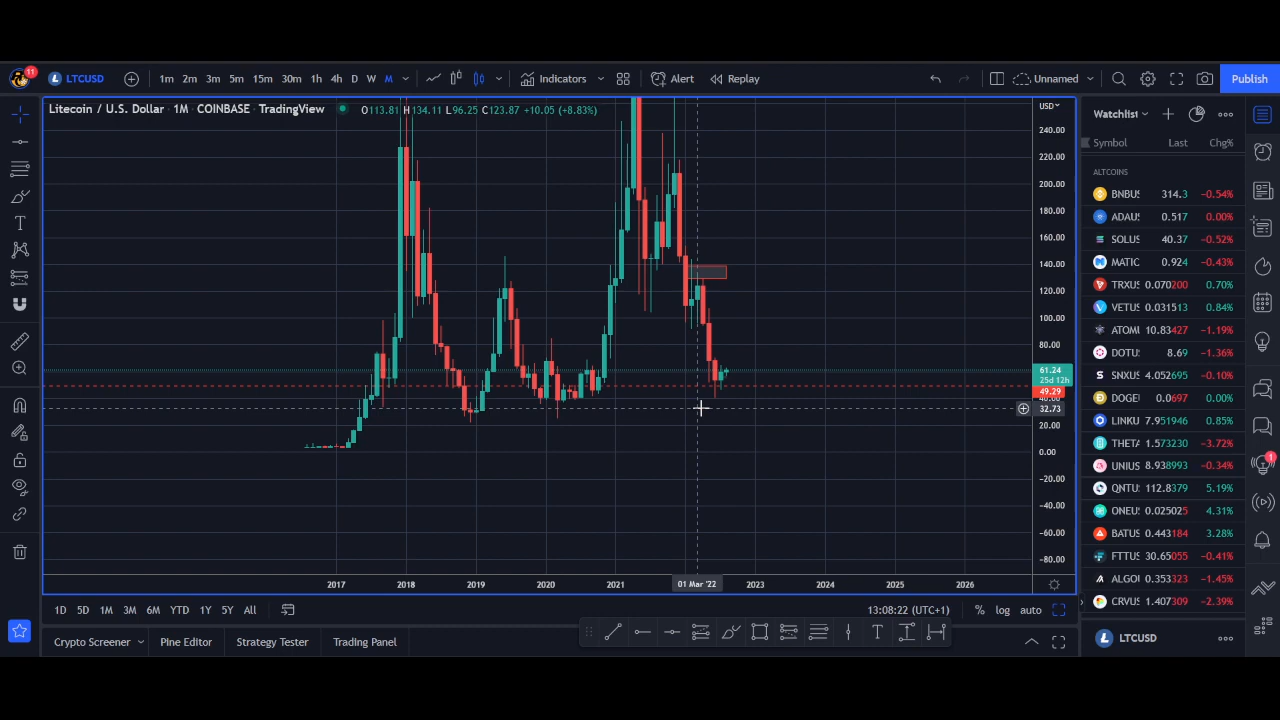 11
LTCUSD
1m 2m 3m 5m 15m 30m 1h 4h D W M
Indicators
Alert
Replay
Unnamed
Publish
Litecoin / U.S. Dollar · 1M · COINBASE · TradingView
O113.81 H134.11 L96.25 C123.87 +10.05 (+8.83%)
USD
240.00
220.00
200.00
180.00
160.00
140.00
120.00
100.00
80.00
61.24
25d 12h
49.29
40.00
32.73
20.00
0.00
−20.00
−40.00
−60.00
−80.00
2017 2018 2019 2020 2021 01 Mar '22 2023 2024 2025 2026
1D 5D 1M 3M 6M YTD 1Y 5Y All
13:08:22 (UTC+1)
% log auto
Crypto Screener
Pine Editor
Strategy Tester
Trading Panel
Watchlist
Symbol Last Chg%
ALTCOINS
BNBUS 314.3 −0.54%
ADAUS 0.517 0.00%
SOLUS 40.37 −0.52%
MATIC 0.924 −0.43%
TRXUS 0.070200 0.70%
VETUS 0.031513 0.84%
ATOM 10.83427 −1.19%
DOTU 8.69 −1.36%
SNXUS 4.052695 −0.10%
DOGE 0.0697 0.00%
LINKU 7.951946 0.85%
THETA 1.573230 −3.72%
UNIUS 8.938993 −0.34%
QNTU 112.8379 5.19%
ONEU 0.025025 4.31%
BATUS 0.443184 3.28%
FTTUS 30.65055 −0.41%
ALGO 0.353323 −1.45%
CRVUS 1.407309 −2.39%
1
LTCUSD